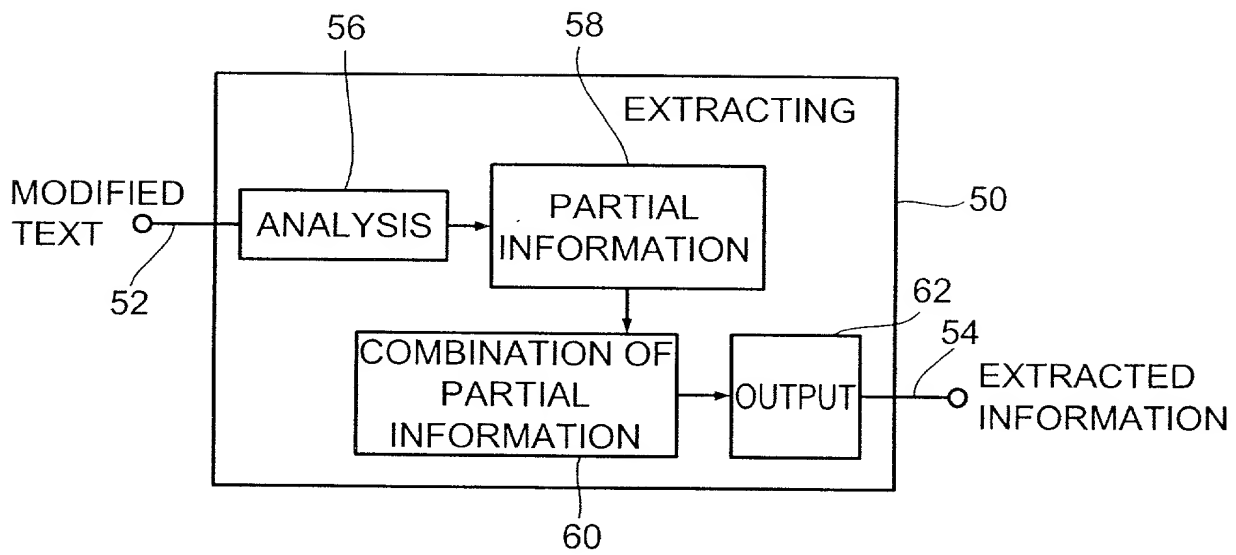 56
58
EXTRACTING
MODIFIED
TEXT
ANALYSIS
PARTIAL
INFORMATION
50
52
62
54
COMBINATION OF
PARTIAL
INFORMATION
OUTPUT
EXTRACTED
INFORMATION
60